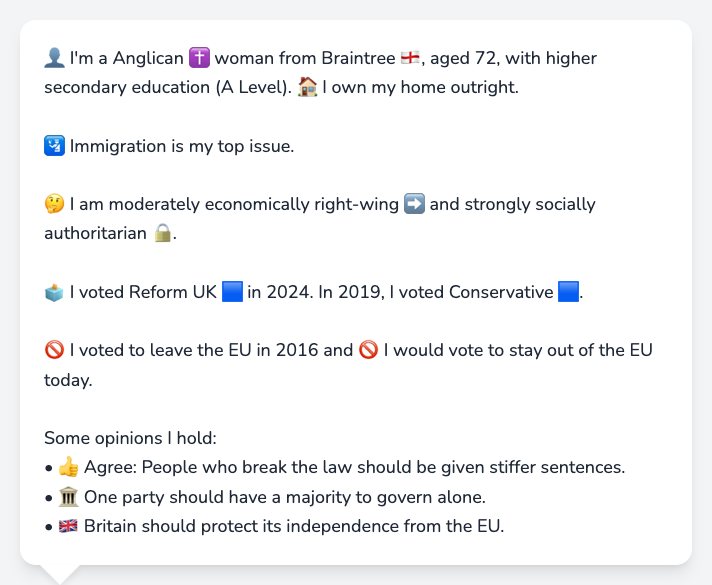 👤 I'm a Anglican ✝️ woman from Braintree 🏴󠁧󠁢󠁥󠁮󠁧󠁿, aged 72, with higher
secondary education (A Level). 🏠 I own my home outright.
🛂 Immigration is my top issue.
🤔 I am moderately economically right-wing ➡️ and strongly socially
authoritarian 🔒.
🗳️ I voted Reform UK 🟦 in 2024. In 2019, I voted Conservative 🟦.
🚫 I voted to leave the EU in 2016 and 🚫 I would vote to stay out of the EU
today.
Some opinions I hold:
• 👍 Agree: People who break the law should be given stiffer sentences.
• 🏛️ One party should have a majority to govern alone.
• 🇬🇧 Britain should protect its independence from the EU.